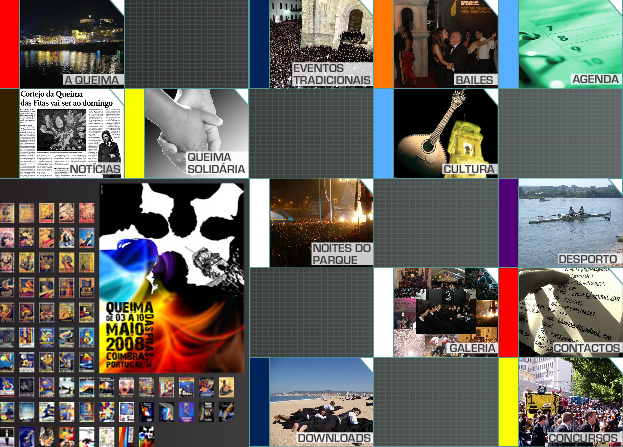 A QUEIMA
EVENTOS
TRADICIONAIS
BAILES
AGENDA
Cortejo da Queima
das Fitas vai ser ao domingo
NOTÍCIAS
QUEIMA
SOLIDÁRIA
CULTURA
NOITES DO
PARQUE
DESPORTO
QUEIMA
DAS FITAS
DE 03 A 10
MAIO
2008
COIMBRA
PORTUGAL
GALERIA
CONTACTOS
DOWNLOADS
CONCURSOS